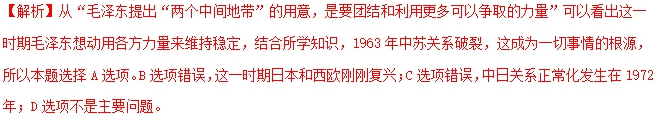 【解析】从“毛泽东提出“两个中间地带”的用意，是要团结和利用更多可以争取的力量”可以看出这一
时期毛泽东想动用各方力量来维持稳定，结合所学知识，1963 年中苏关系破裂，这成为一切事情的根源，
所以本题选择 A 选项。B 选项错误，这一时期日本和西欧刚刚复兴；C 选项错误，中日关系正常化发生在 1972
年；D 选项不是主要问题。